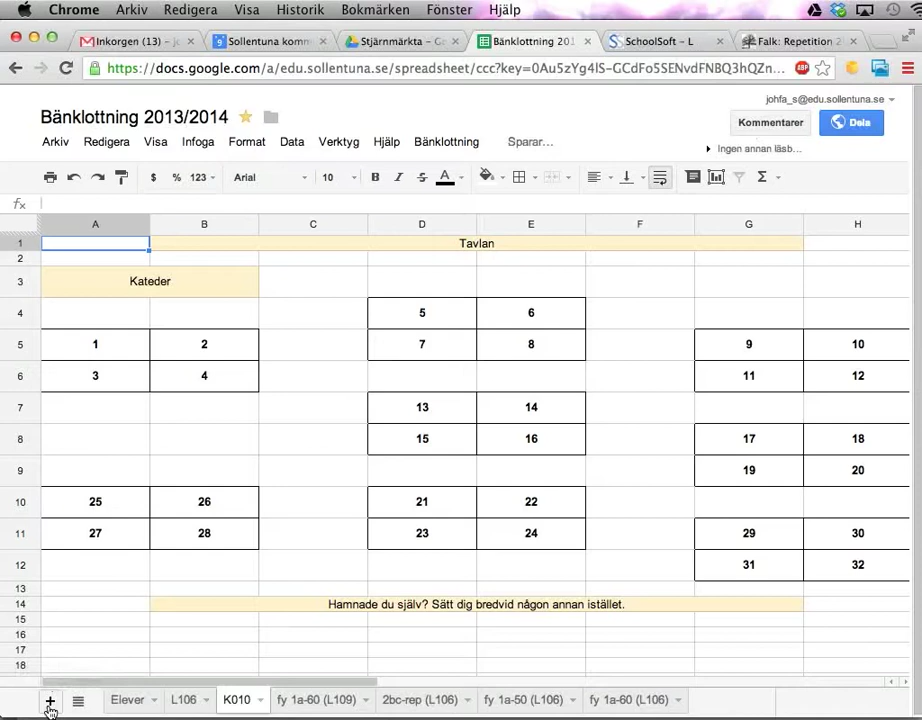 Chrome Arkiv Redigera Visa Historik Bokmärken Fönster Hjälp
Inkorgen (13) - jc Sollentuna komm Stjärnmärkta – Go Bänklottning 201 SchoolSoft – L Falk: Repetition 2
https://docs.google.com/a/edu.sollentuna.se/spreadsheet/ccc?key=0Au5zYg4lS-GCdFo5SENvdFNBQ3hQZn...
johfa_s@edu.sollentuna.se
Bänklottning 2013/2014 Kommentarer Dela
Arkiv Redigera Visa Infoga Format Data Verktyg Hjälp Bänklottning Sparar... Ingen annan läsb...
$ % 123 Arial 10 B I S A Σ
fx
A B C D E F G H
1 Tavlan
2
3 Kateder
4 5 6
5 1 2 7 8 9 10
6 3 4 11 12
7 13 14
8 15 16 17 18
9 19 20
10 25 26 21 22
11 27 28 23 24 29 30
12 31 32
13
14 Hamnade du själv? Sätt dig bredvid någon annan istället.
15
16
17
18
+ Elever L106 K010 fy 1a-60 (L109) 2bc-rep (L106) fy 1a-50 (L106) fy 1a-60 (L106)